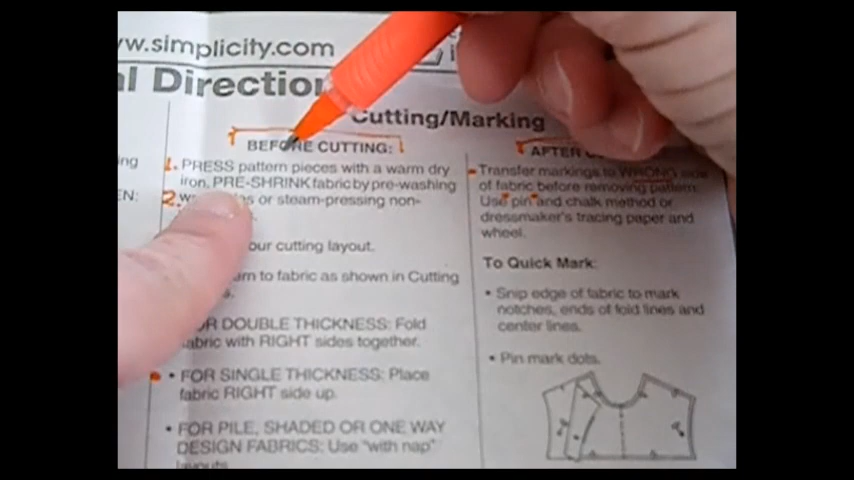 www.simplicity.com
al Direction
Cutting/Marking
ing
EN:
BEFORE CUTTING:
1. PRESS pattern pieces with a warm dry
iron. PRE-SHRINK fabric by pre-washing
2. or steam-pressing non-
our cutting layout.
to fabric as shown in Cutting
DOUBLE THICKNESS: Fold
fabric with RIGHT sides together.
• FOR SINGLE THICKNESS: Place
fabric RIGHT side up.
• FOR PILE, SHADED OR ONE WAY
DESIGN FABRICS: Use "with nap"
layouts
AFTER
Transfer markings to WRONG side
of fabric before removing pattern.
Use pin and chalk method or
dressmaker's tracing paper and
wheel.
To Quick Mark:
• Snip edge of fabric to mark
notches, ends of fold lines and
center lines.
• Pin mark dots.